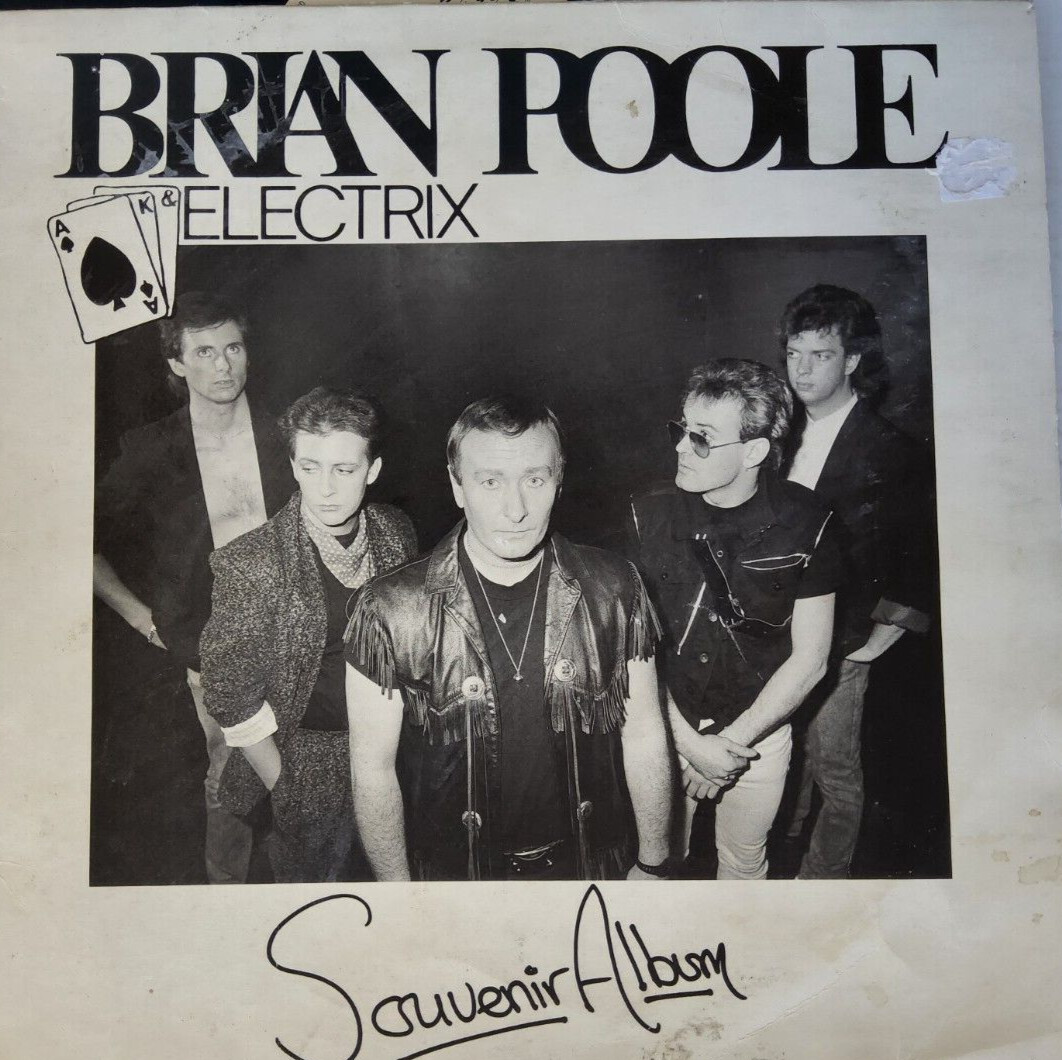 BRIAN POOLE
& ELECTRIX
A
K
A
Souvenir Album